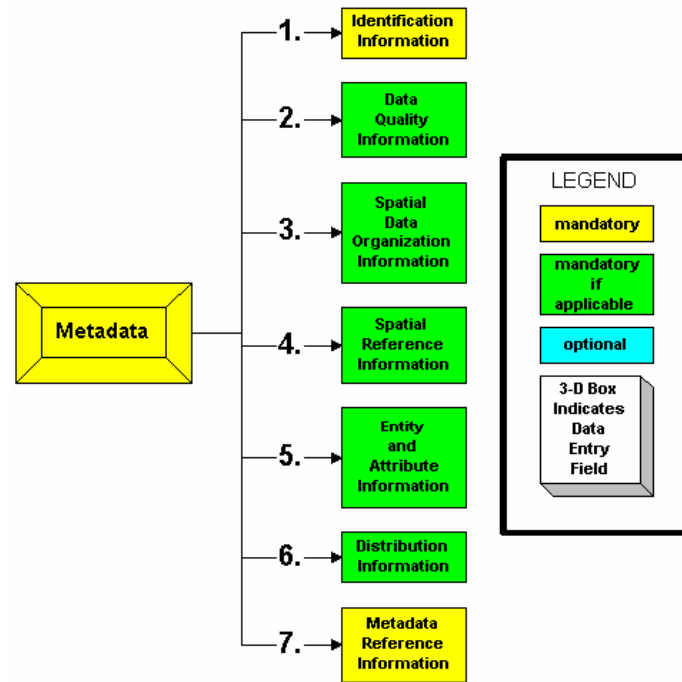 Metadata
1.
Identification
Information
2.
Data
Quality
Information
3.
Spatial
Data
Organization
Information
4.
Spatial
Reference
Information
5.
Entity
and
Attribute
Information
6.
Distribution
Information
7.
Metadata
Reference
Information
LEGEND
mandatory
mandatory
if
applicable
optional
3-D Box
Indicates
Data
Entry
Field